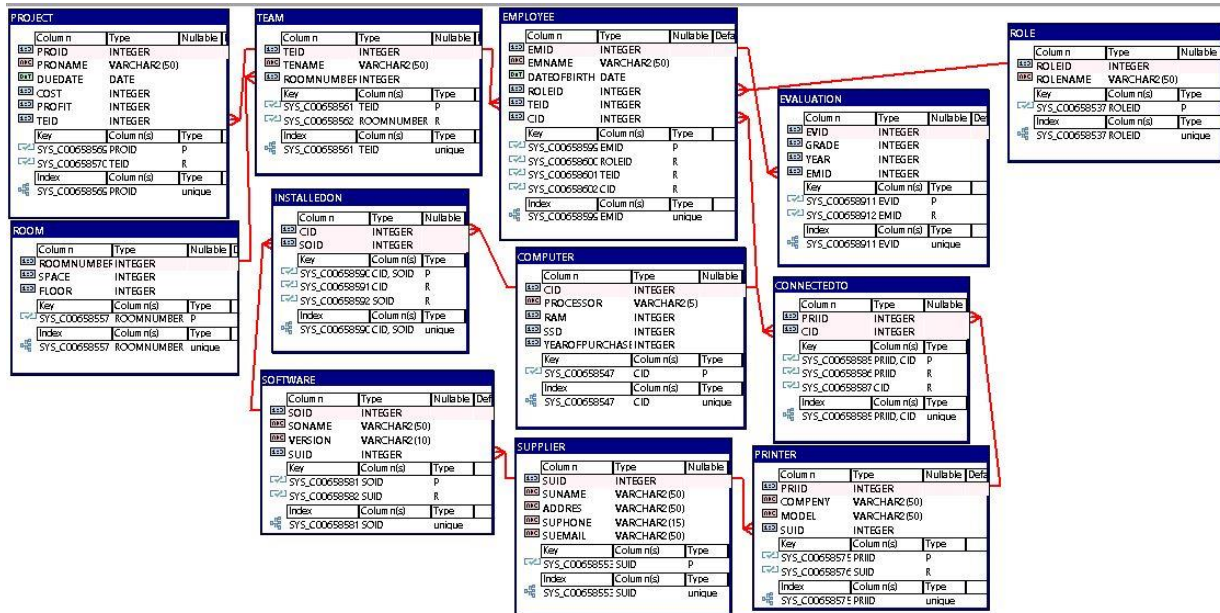 PROJECT
Column Type Nullable
PROID INTEGER
PRONAME VARCHAR2(50)
DUEDATE DATE
COST INTEGER
PROFIT INTEGER
TEID INTEGER
Key Column(s) Type
PROID P
TEID R
Index Column(s) Type
PROID unique
TEAM
Column Type Nullable
TEID INTEGER
TENAME VARCHAR2(50)
ROOMNUMBER INTEGER
Key Column(s) Type
SYS_C00658561 TEID P
SYS_C00658562 ROOMNUMBER R
Index Column(s) Type
SYS_C00658561 TEID unique
EMPLOYEE
Column Type Nullable Defa
EMID INTEGER
EMNAME VARCHAR2(50)
DATEOFBIRTH DATE
ROLEID INTEGER
TEID INTEGER
CID INTEGER
Key Column(s) Type
EMID P
ROLEID R
SYS_C00658601 TEID R
SYS_C00658602 CID R
Index Column(s) Type
EMID unique
ROLE
Column Type Nullable
ROLEID INTEGER
ROLENAME VARCHAR2(50)
Key Column(s) Type
SYS_C00658537 ROLEID P
Index Column(s) Type
SYS_C00658537 ROLEID unique
EVALUATION
Column Type Nullable Def
EVID INTEGER
GRADE INTEGER
YEAR INTEGER
EMID INTEGER
Key Column(s) Type
SYS_C00658911 EVID P
SYS_C00658912 EMID R
Index Column(s) Type
SYS_C00658911 EVID unique
ROOM
Column Type Nullable
ROOMNUMBER INTEGER
SPACE INTEGER
FLOOR INTEGER
Key Column(s) Type
SYS_C00658557 ROOMNUMBER P
Index Column(s) Type
SYS_C00658557 ROOMNUMBER unique
INSTALLEDON
Column Type Nullable
CID INTEGER
SOID INTEGER
Key Column(s) Type
CID, SOID P
SYS_C00658591 CID R
SYS_C00658592 SOID R
Index Column(s) Type
CID, SOID unique
COMPUTER
Column Type Nullable
CID INTEGER
PROCESSOR VARCHAR2(5)
RAM INTEGER
SSD INTEGER
YEAROFPURCHASE INTEGER
Key Column(s) Type
SYS_C00658547 CID P
Index Column(s) Type
SYS_C00658547 CID unique
CONNECTEDTO
Column Type Nullable
PRIID INTEGER
CID INTEGER
Key Column(s) Type
PRIID, CID P
PRIID R
SYS_C00658587 CID R
Index Column(s) Type
PRIID, CID unique
SOFTWARE
Column Type Nullable Def
SOID INTEGER
SONAME VARCHAR2(50)
VERSION VARCHAR2(10)
SUID INTEGER
Key Column(s) Type
SYS_C00658581 SOID P
SYS_C00658582 SUID R
Index Column(s) Type
SYS_C00658581 SOID unique
SUPPLIER
Column Type Nullable
SUID INTEGER
SUNAME VARCHAR2(50)
ADDRES VARCHAR2(50)
SUPHONE VARCHAR2(15)
SUEMAIL VARCHAR2(50)
Key Column(s) Type
SYS_C00658553 SUID P
Index Column(s) Type
SYS_C00658553 SUID unique
PRINTER
Column Type Nullable Defa
PRIID INTEGER
COMPENY VARCHAR2(50)
MODEL VARCHAR2(50)
SUID INTEGER
Key Column(s) Type
PRIID P
SUID R
Index Column(s) Type
PRIID unique